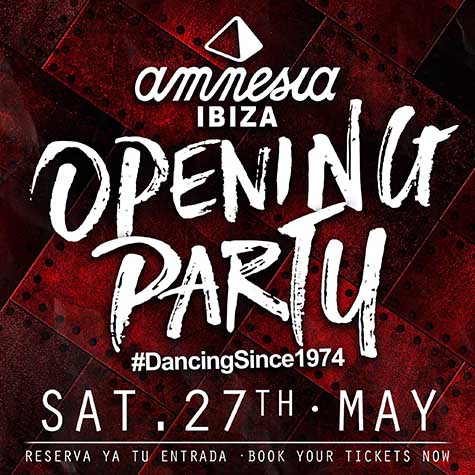 amnesia
IBIZA
OPENING
PARTY
#DancingSince1974
SAT.27TH·MAY
RESERVA YA TU ENTRADA ·BOOK YOUR TICKETS NOW